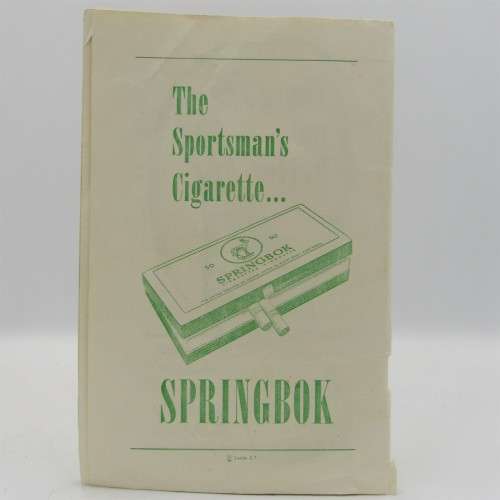 The
Sportsman's
Cigarette...
50
50
SPRINGBOK
SPRINGBOK